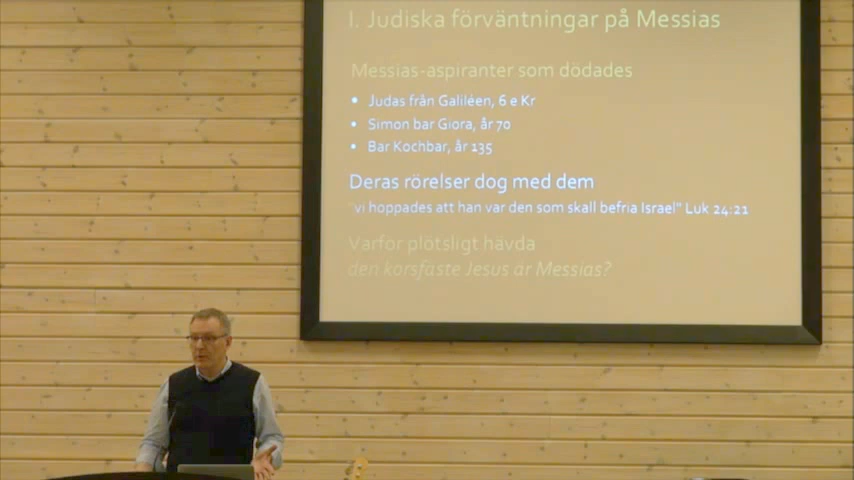 I. Judiska förväntningar på Messias
Messias-aspiranter som dödades
• Judas från Galiléen, 6 e Kr
• Simon bar Giora, år 70
• Bar Kochbar, år 135
Deras rörelser dog med dem
"vi hoppades att han var den som skall befria Israel" Luk 24:21
Varför plötsligt hävda
den korsfäste Jesus är Messias?